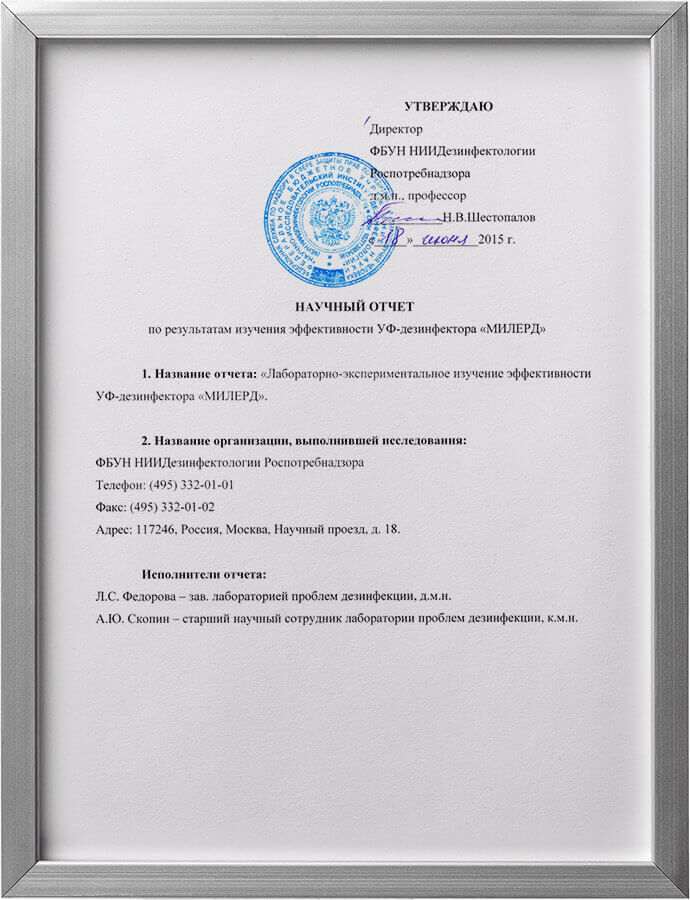 УТВЕРЖДАЮ
Директор
ФБУН НИИДезинфектологии
Роспотребнадзора
д.м.н., профессор
Н.В.Шестопалов
«18» июня 2015 г.
НАУЧНЫЙ ОТЧЕТ
по результатам изучения эффективности УФ-дезинфектора «МИЛЕРД»
1. Название отчета: «Лабораторно-экспериментальное изучение эффективности
УФ-дезинфектора «МИЛЕРД».
2. Название организации, выполнившей исследования:
ФБУН НИИДезинфектологии Роспотребнадзора
Телефон: (495) 332-01-01
Факс: (495) 332-01-02
Адрес: 117246, Россия, Москва, Научный проезд, д. 18.
Исполнители отчета:
Л.С. Федорова – зав. лабораторией проблем дезинфекции, д.м.н.
А.Ю. Скопин – старший научный сотрудник лаборатории проблем дезинфекции, к.м.н.